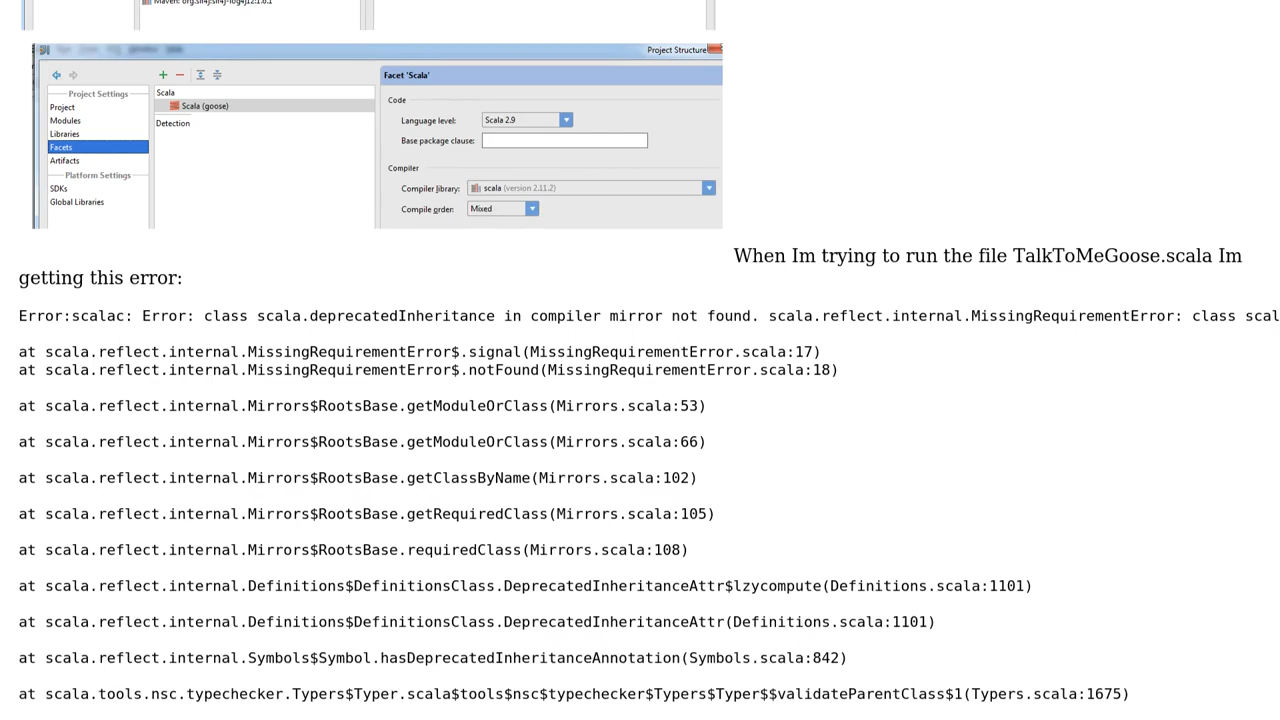 Maven: org.slf4j:slf4j-log4j12:1.6.1
Project Structure
Project Settings
Project
Modules
Libraries
Facets
Artifacts
Platform Settings
SDKs
Global Libraries
Scala
Scala (goose)
Detection
Facet 'Scala'
Code
Language level: Scala 2.9
Base package clause:
Compiler
Compiler library: scala (version 2.11.2)
Compile order: Mixed
When Im trying to run the file TalkToMeGoose.scala Im
getting this error:
Error:scalac: Error: class scala.deprecatedInheritance in compiler mirror not found. scala.reflect.internal.MissingRequirementError: class scal
at scala.reflect.internal.MissingRequirementError$.signal(MissingRequirementError.scala:17)
at scala.reflect.internal.MissingRequirementError$.notFound(MissingRequirementError.scala:18)
at scala.reflect.internal.Mirrors$RootsBase.getModuleOrClass(Mirrors.scala:53)
at scala.reflect.internal.Mirrors$RootsBase.getModuleOrClass(Mirrors.scala:66)
at scala.reflect.internal.Mirrors$RootsBase.getClassByName(Mirrors.scala:102)
at scala.reflect.internal.Mirrors$RootsBase.getRequiredClass(Mirrors.scala:105)
at scala.reflect.internal.Mirrors$RootsBase.requiredClass(Mirrors.scala:108)
at scala.reflect.internal.Definitions$DefinitionsClass.DeprecatedInheritanceAttr$lzycompute(Definitions.scala:1101)
at scala.reflect.internal.Definitions$DefinitionsClass.DeprecatedInheritanceAttr(Definitions.scala:1101)
at scala.reflect.internal.Symbols$Symbol.hasDeprecatedInheritanceAnnotation(Symbols.scala:842)
at scala.tools.nsc.typechecker.Typers$Typer.scala$tools$nsc$typechecker$Typers$Typer$$validateParentClass$1(Typers.scala:1675)